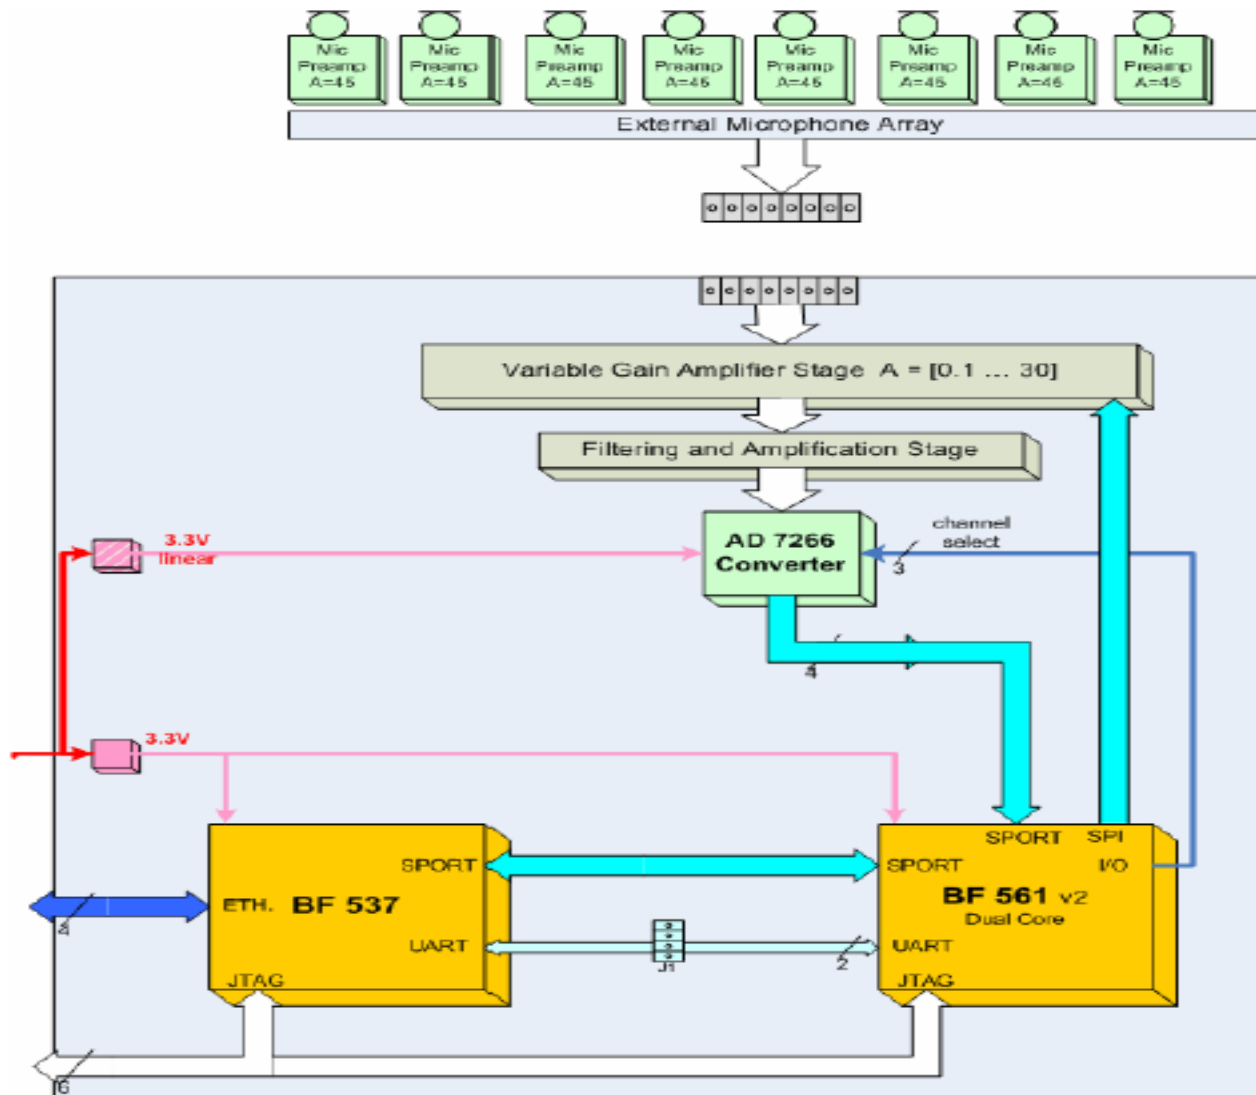 Mic Preamp A=45
Mic Preamp A=45
Mic Preamp A=45
Mic Preamp A=45
Mic Preamp A=45
Mic Preamp A=45
Mic Preamp A=45
Mic Preamp A=45
External Microphone Array
Variable Gain Amplifier Stage A = [0.1 ... 30]
Filtering and Amplification Stage
3.3V
linear
AD 7266
Converter
channel
select
3
4
3.3V
SPORT
SPI
SPORT
SPORT
I/O
ETH.
BF 537
BF 561 v2
Dual Core
UART
J1
2
UART
JTAG
JTAG
6